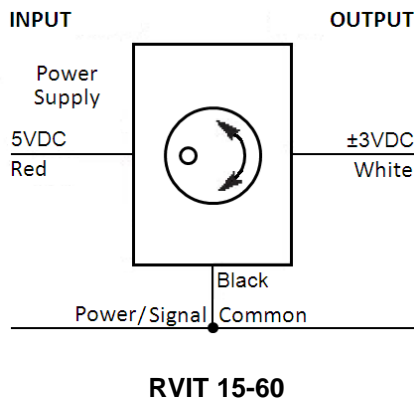 INPUT
OUTPUT
Power
Supply
5VDC
Red
±3VDC
White
Black
Power/Signal Common
RVIT 15-60